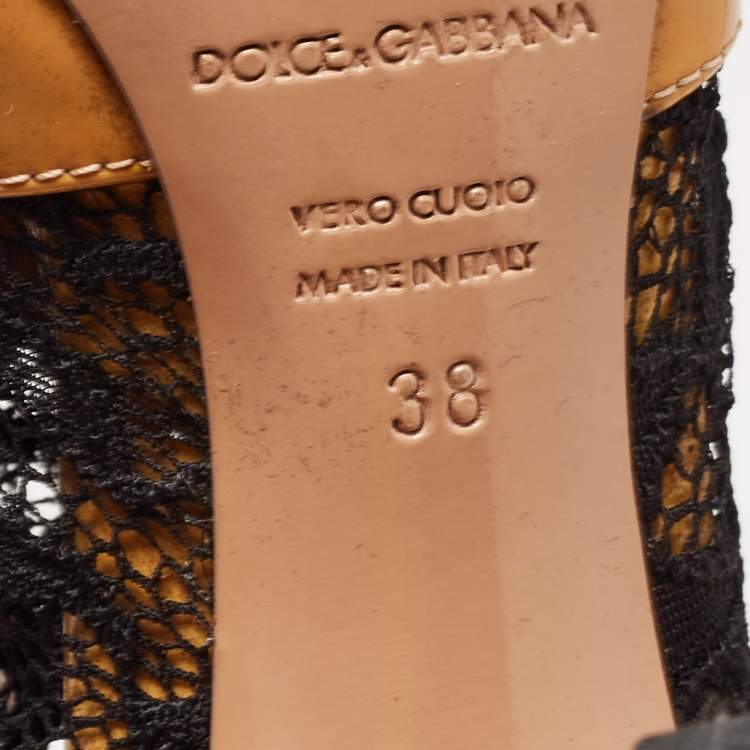 DOLCE&GABBANA
VERO CUOIO
MADE IN ITALY
38